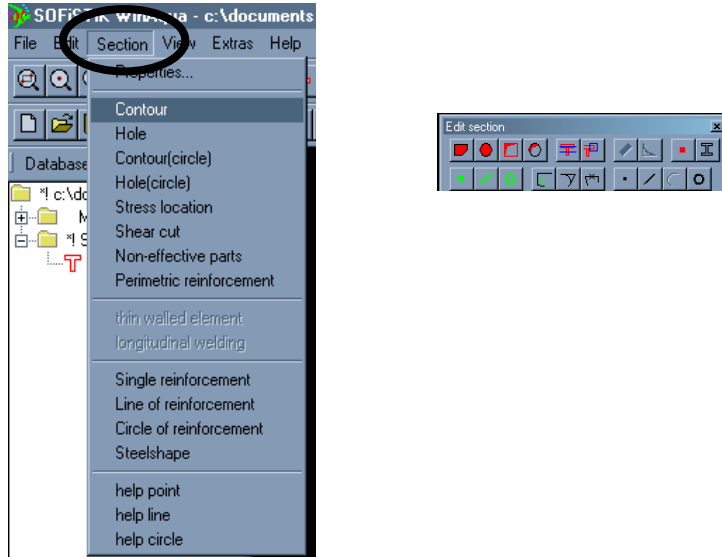 SOFiSTiK WinAqua - c:\documents
File Edit Section View Extras Help
Properties...
Contour
Hole
Contour(circle)
Hole(circle)
Stress location
Shear cut
Non-effective parts
Perimetric reinforcement
thin walled element
longitudinal welding
Single reinforcement
Line of reinforcement
Circle of reinforcement
Steelshape
help point
help line
help circle
Database
*! c:\do
M
*! S
Edit section